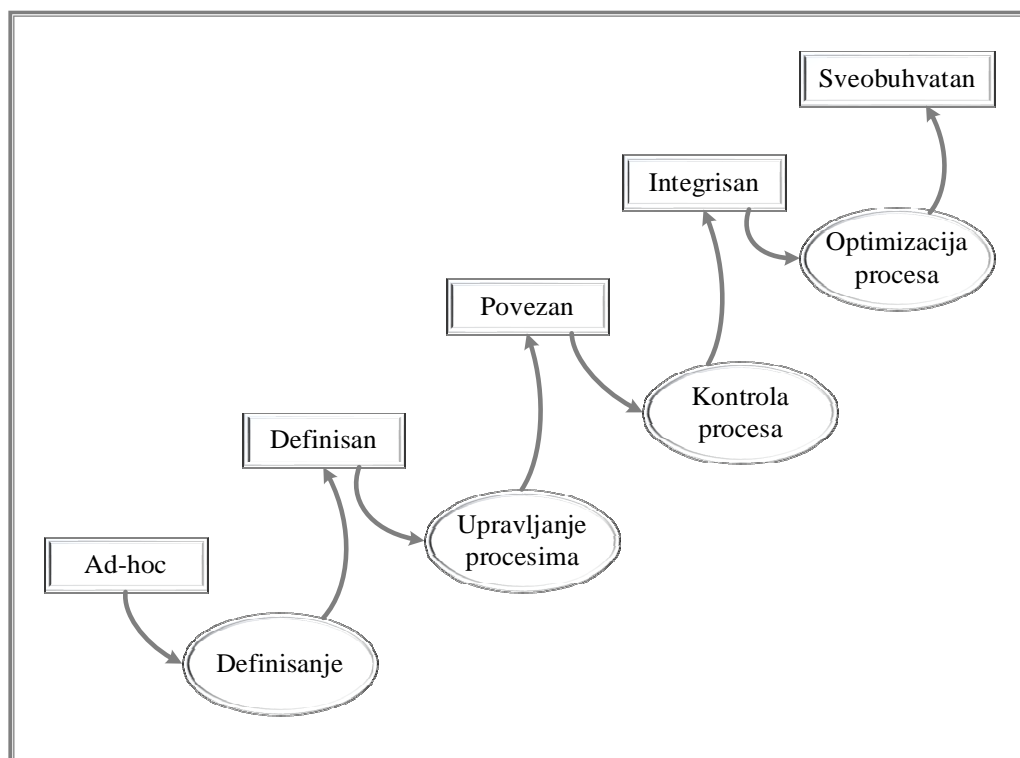 Sveobuhvatan
Integrisan
Optimizacija
procesa
Povezan
Kontrola
procesa
Definisan
Upravljanje
procesima
Ad-hoc
Definisanje